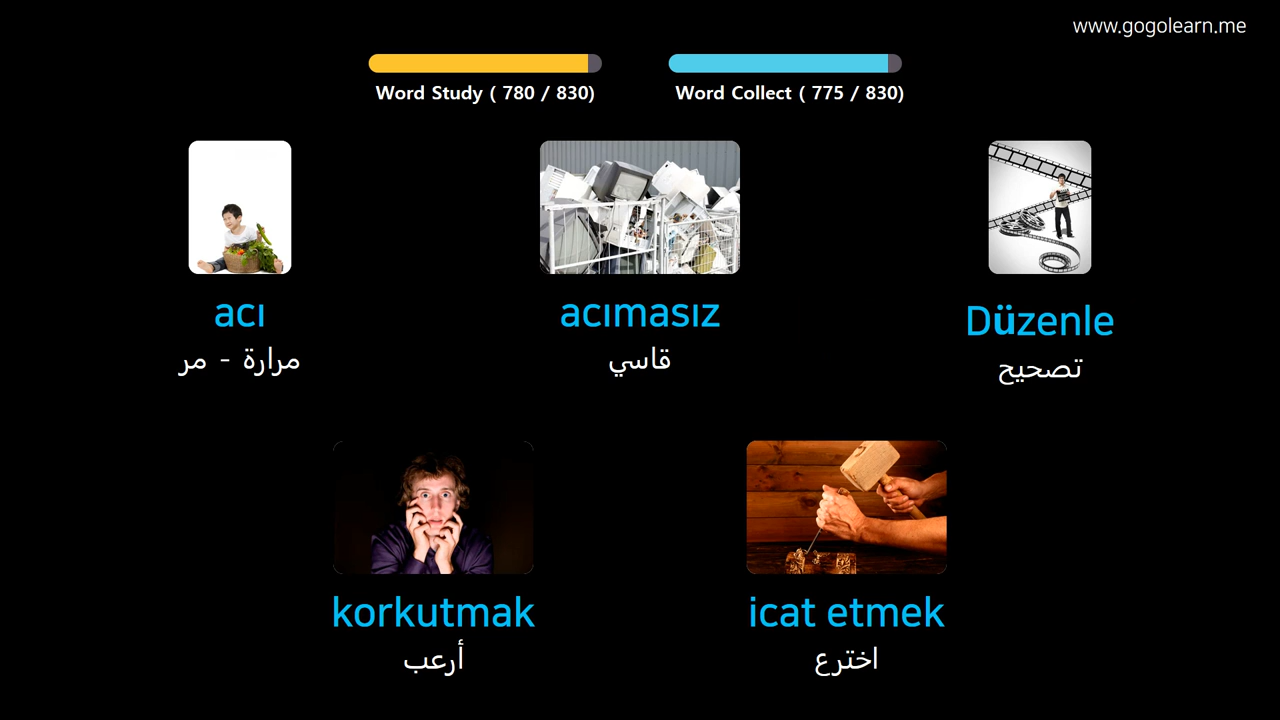 www.gogolearn.me
Word Study ( 780 / 830)
Word Collect ( 775 / 830)
acı
مرارة - مر
acımasız
قاسي
Düzenle
تصحيح
korkutmak
أرعب
icat etmek
اخترع